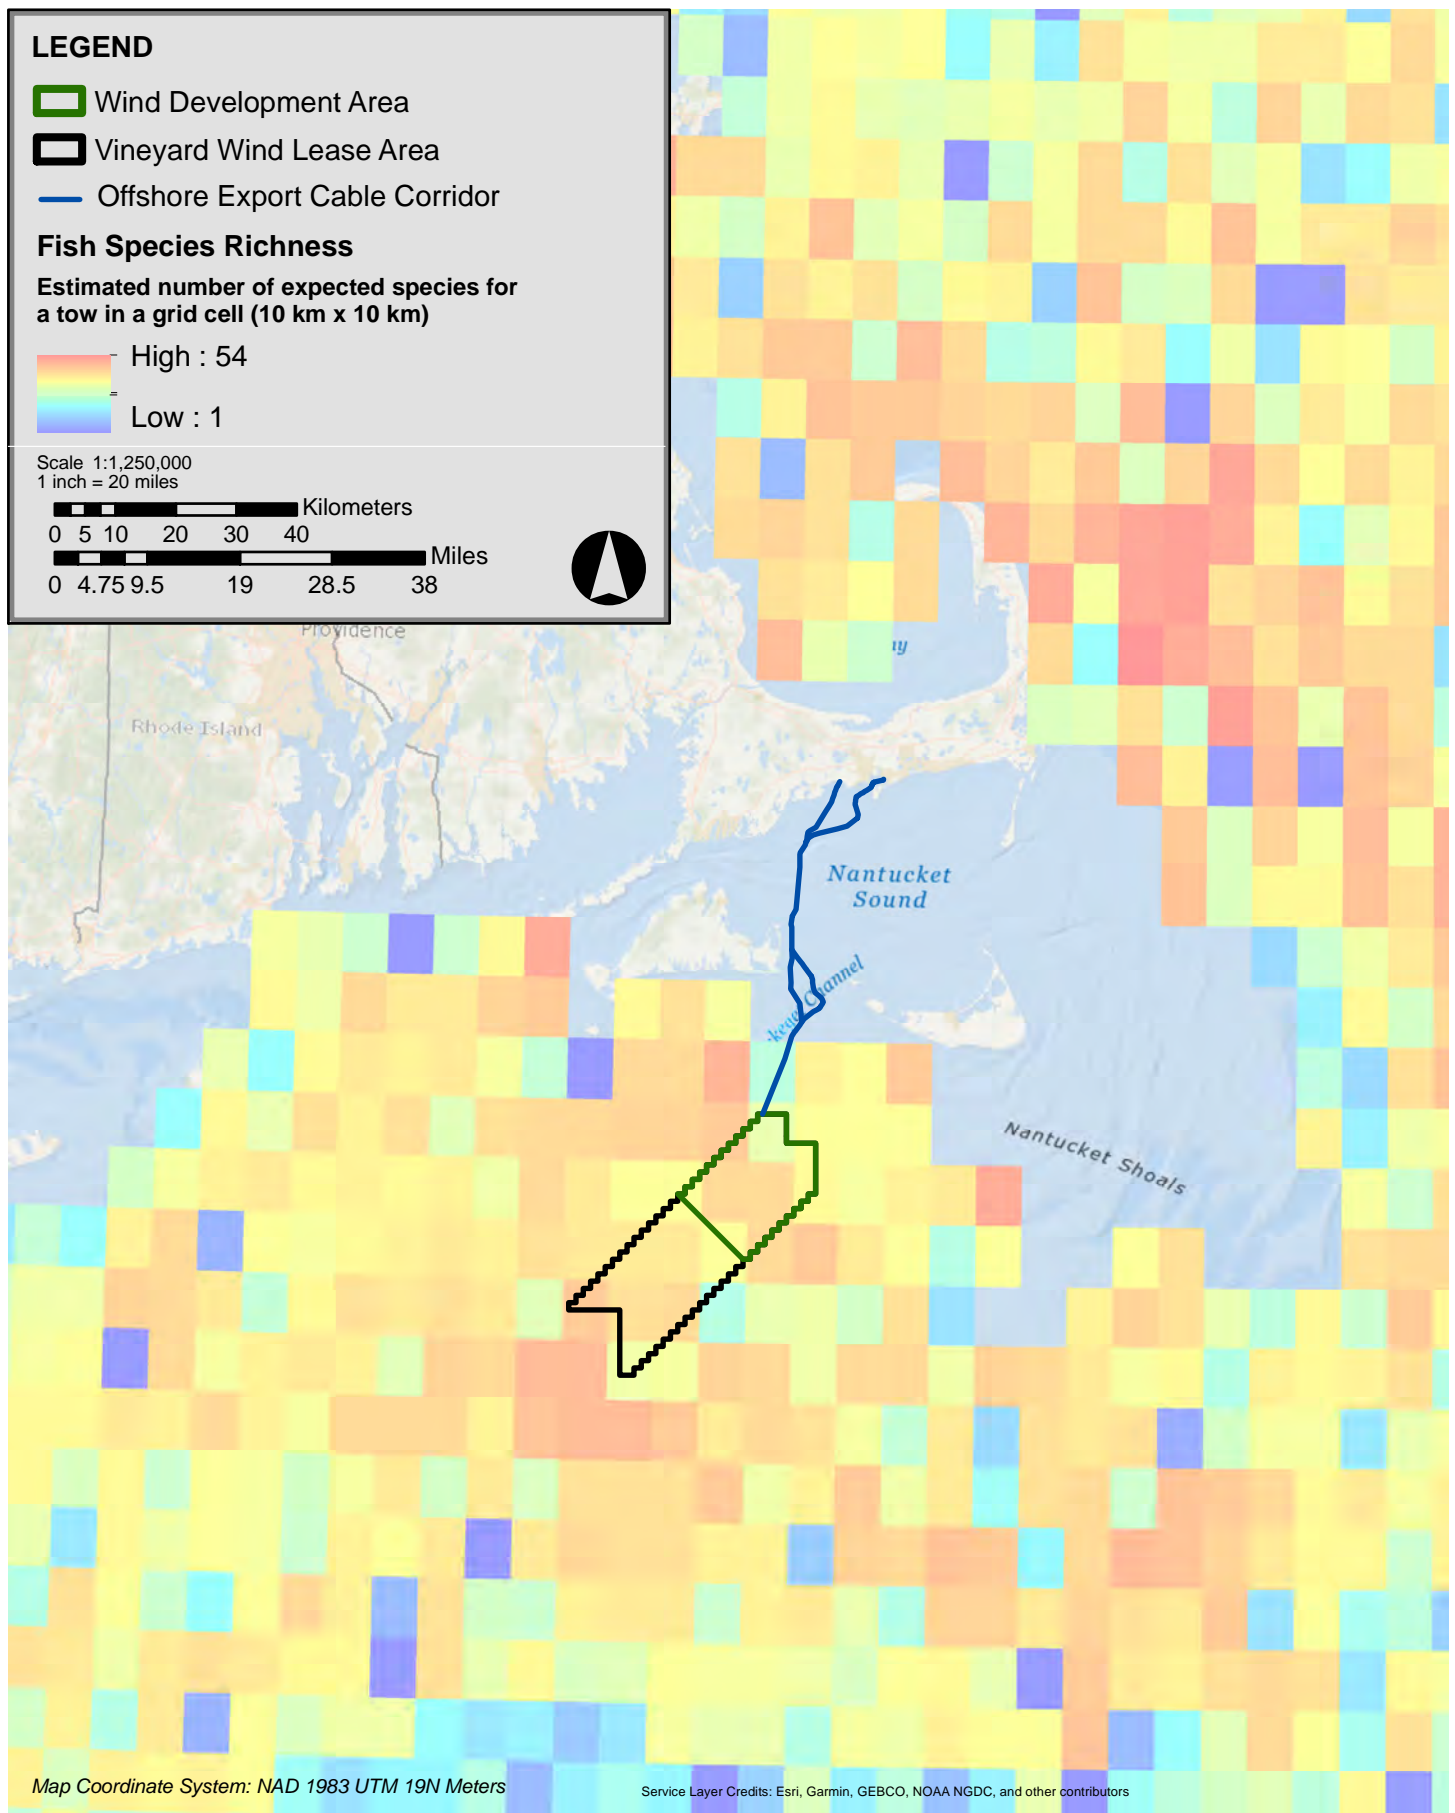 LEGEND
Wind Development Area
Vineyard Wind Lease Area
Offshore Export Cable Corridor
Fish Species Richness
Estimated number of expected species for
a tow in a grid cell (10 km x 10 km)
High : 54
Low : 1
Scale 1:1,250,000
1 inch = 20 miles
Kilometers
0 5 10 20 30 40
Miles
0 4.75 9.5 19 28.5 38
Providence
ay
Rhode Island
Nantucket
Sound
Channel
Nantucket Shoals
Map Coordinate System: NAD 1983 UTM 19N Meters
Service Layer Credits: Esri, Garmin, GEBCO, NOAA NGDC, and other contributors